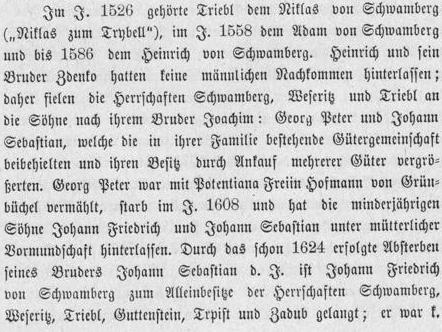 Im J. 1526 gehörte Triebl dem Niklas von Schwamberg
(„Niklas zum Trybell“), im J. 1558 dem Adam von Schwamberg
und bis 1586 dem Heinrich von Schwamberg. Heinrich und sein
Bruder Zdenko hatten keine männlichen Nachkommen hinterlassen;
daher fielen die Herrschaften Schwamberg, Weseritz und Triebl an
die Söhne nach ihrem Bruder Joachim: Georg Peter und Johann
Sebastian, welche die in ihrer Familie bestehende Gütergemeinschaft
beibehielten und ihren Besitz durch Ankauf mehrerer Güter vergrö-
ßerten. Georg Peter war mit Potentiana Freiin Hofmann von Grün-
büchel vermählt, starb im J. 1608 und hat die minderjährigen
Söhne Johann Friedrich und Johann Sebastian unter mütterlicher
Vormundschaft hinterlassen. Durch das schon 1624 erfolgte Absterben
seines Bruders Johann Sebastian d. J. ist Johann Friedrich
von Schwamberg zum Alleinbesitze der Herrschaften Schwamberg,
Weseritz, Triebl, Guttenstein, Trpist und Zadub gelangt; er war k.